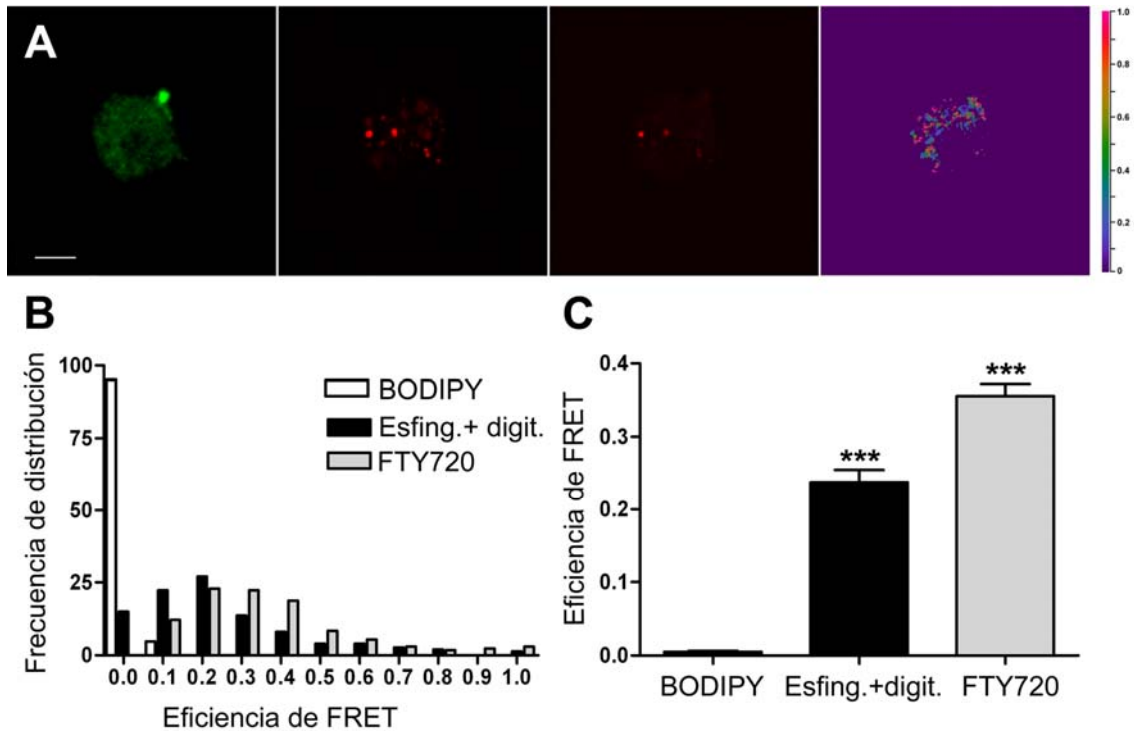 A
1.0
0.8
0.6
0.4
0.2
0
B
Frecuencia de distribución
100
75
50
25
0
BODIPY
Esfing.+ digit.
FTY720
0.0 0.1 0.2 0.3 0.4 0.5 0.6 0.7 0.8 0.9 1.0
Eficiencia de FRET
C
Eficiencia de FRET
0.4
0.3
0.2
0.1
0.0
***
***
BODIPY Esfing.+digit. FTY720